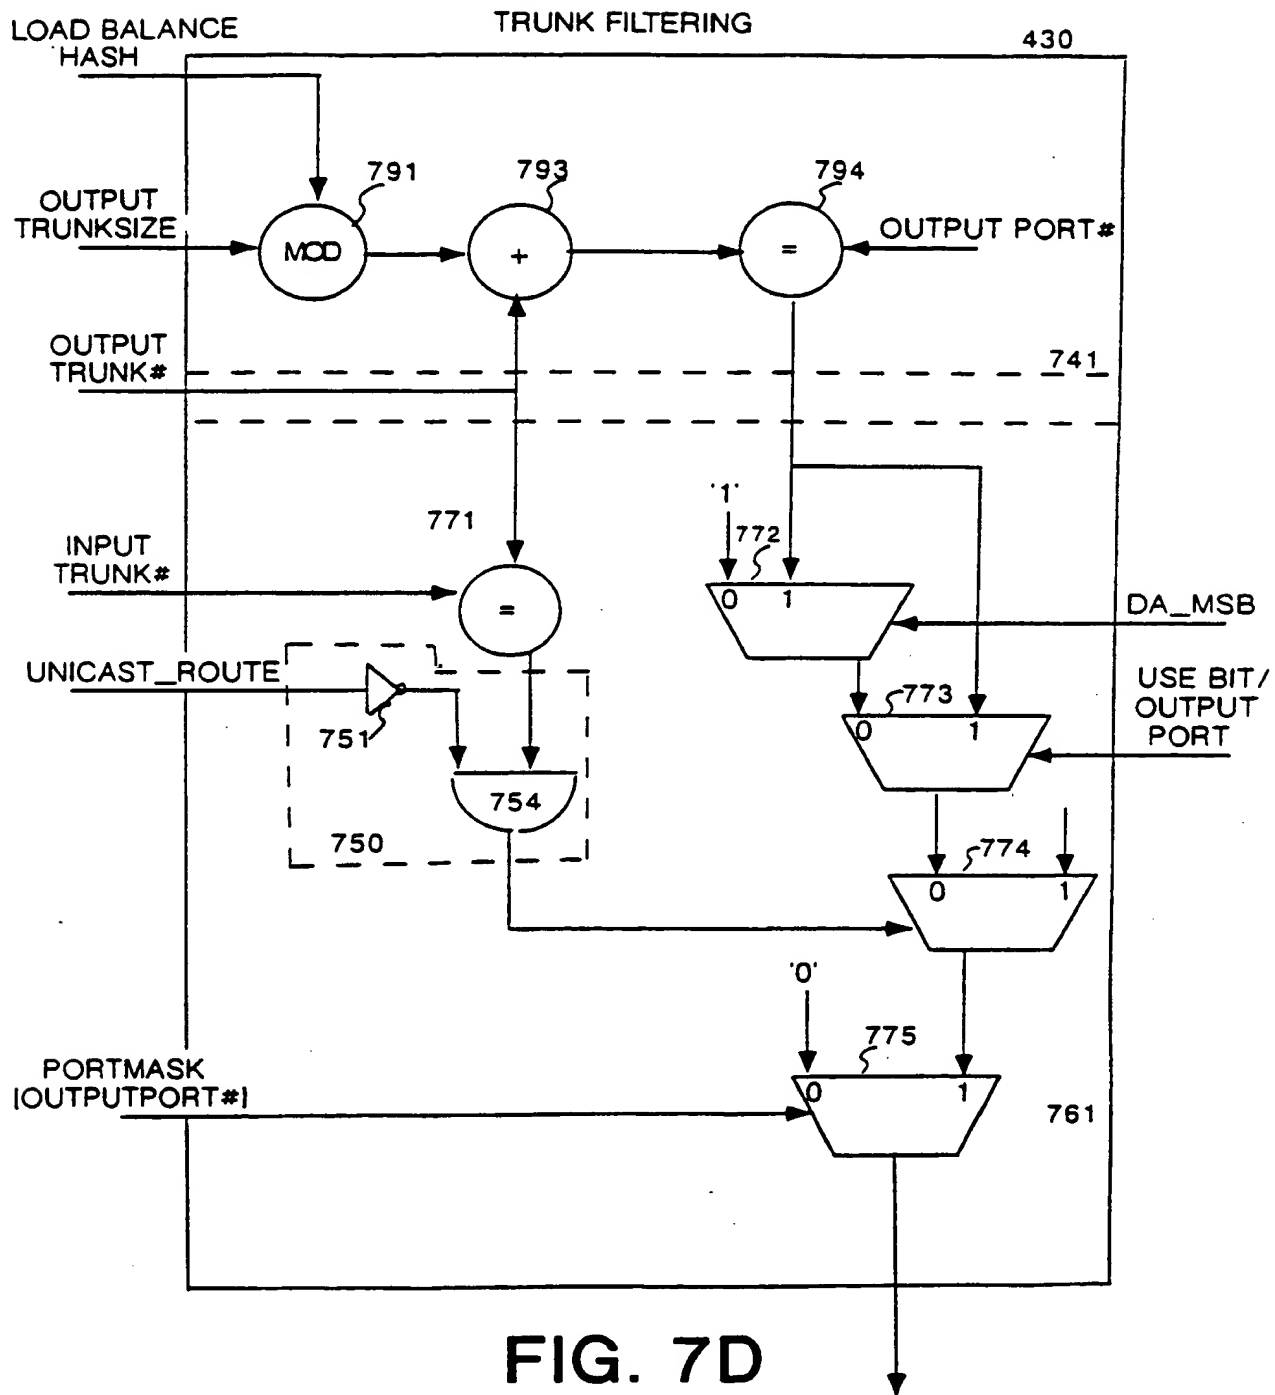 TRUNK FILTERING
430
LOAD BALANCE
HASH
791
793
794
OUTPUT
TRUNKSIZE
MOD
+
=
OUTPUT PORT#
OUTPUT
TRUNK#
741
'1'
771
772
INPUT
TRUNK#
=
0 1
DA_MSB
UNICAST_ROUTE
751
773
0 1
USE BIT/
OUTPUT
PORT
754
750
774
0 1
'0'
775
PORTMASK
[OUTPUTPORT#]
0 1
761
FIG. 7D